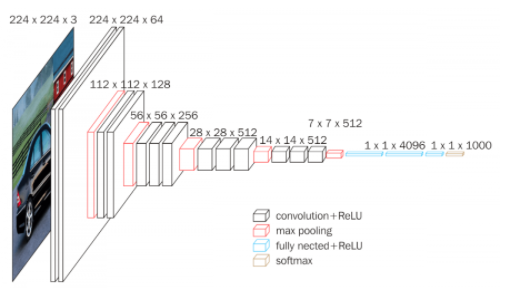 224 x 224 x 3
224 x 224 x 64
112 x 112 x 128
56 x 56 x 256
28 x 28 x 512
14 x 14 x 512
7 x 7 x 512
1 x 1 x 4096
1 x 1 x 1000
convolution+ReLU
max pooling
fully nected+ReLU
softmax